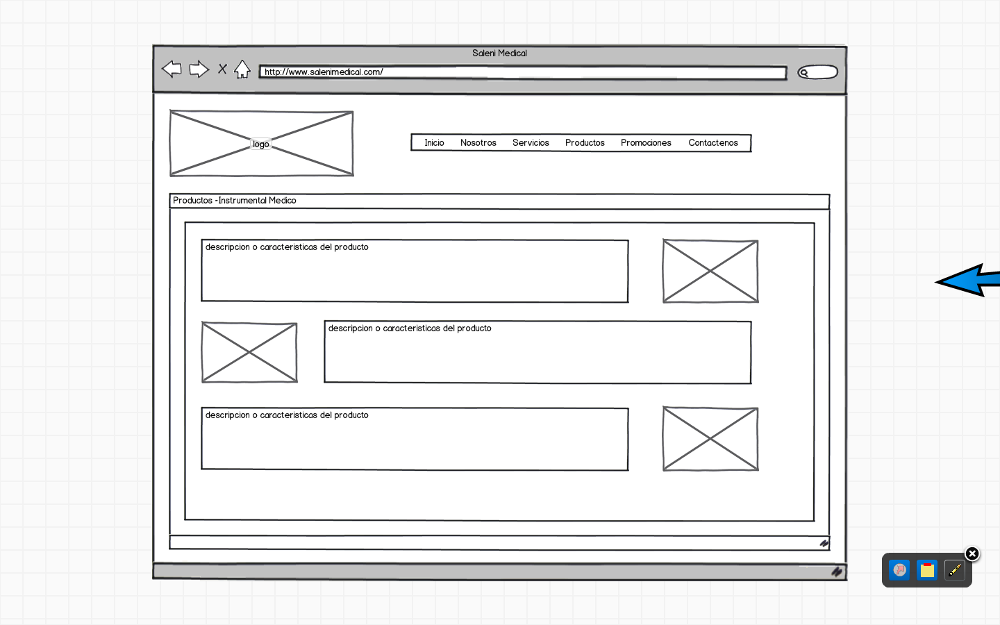 Saleni Medical
http://www.salenimedical.com/
logo
Inicio Nosotros Servicios Productos Promociones Contactenos
Productos -Instrumental Medico
descripcion o caracteristicas del producto
descripcion o caracteristicas del producto
descripcion o caracteristicas del producto